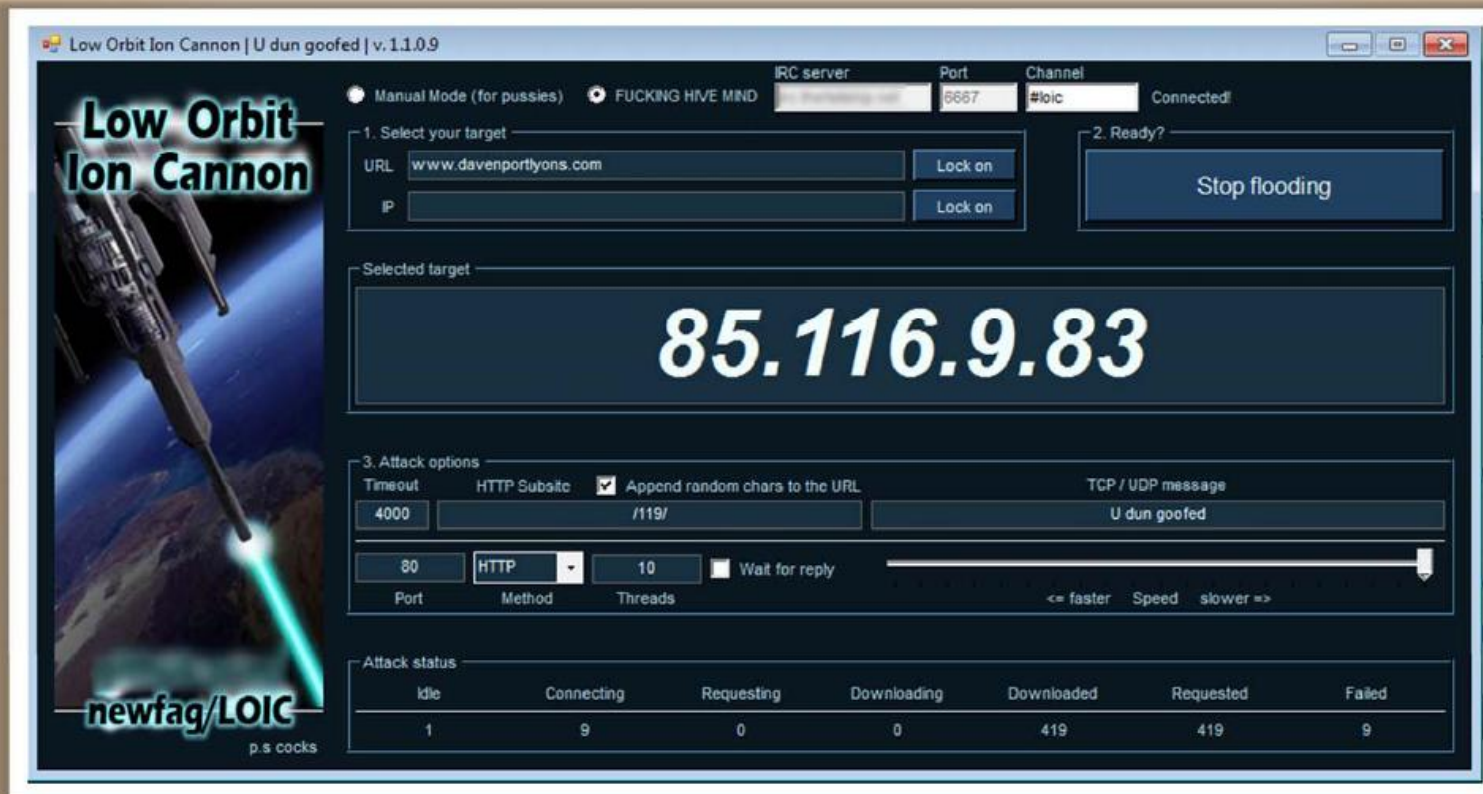 Low Orbit Ion Cannon | U dun goofed | v. 1.1.0.9
Low Orbit
Ion Cannon
newfag/LOIC
p.s cocks
IRC server Port Channel
Manual Mode (for pussies) FUCKING HIVE MIND 6667 #loic Connected!
1. Select your target
URL www.davenportlyons.com Lock on
IP Lock on
2. Ready?
Stop flooding
Selected target
85.116.9.83
3. Attack options
Timeout HTTP Subsite Append random chars to the URL TCP / UDP message
4000 /119/ U dun goofed
80 HTTP 10 Wait for reply
Port Method Threads <= faster Speed slower =>
Attack status
Idle Connecting Requesting Downloading Downloaded Requested Failed
1 9 0 0 419 419 9